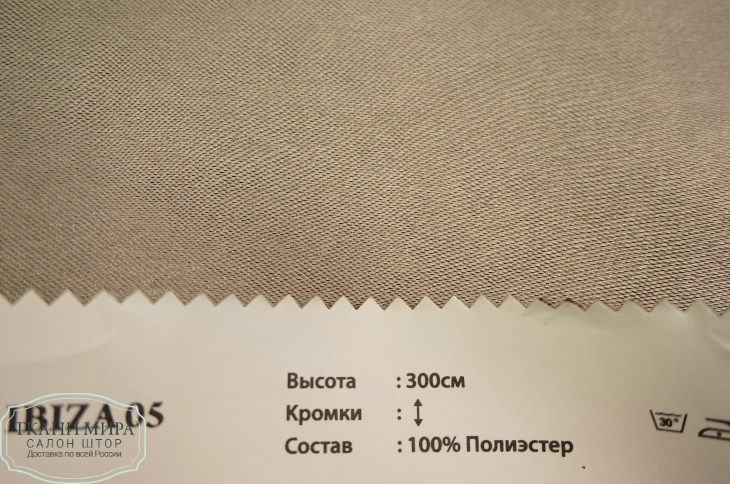 Высота : 300см
IBIZA 05
Кромки :
30°
Состав : 100% Полиэстер
ТКАНИ МИРА
САЛОН ШТОР
Доставка по всей России